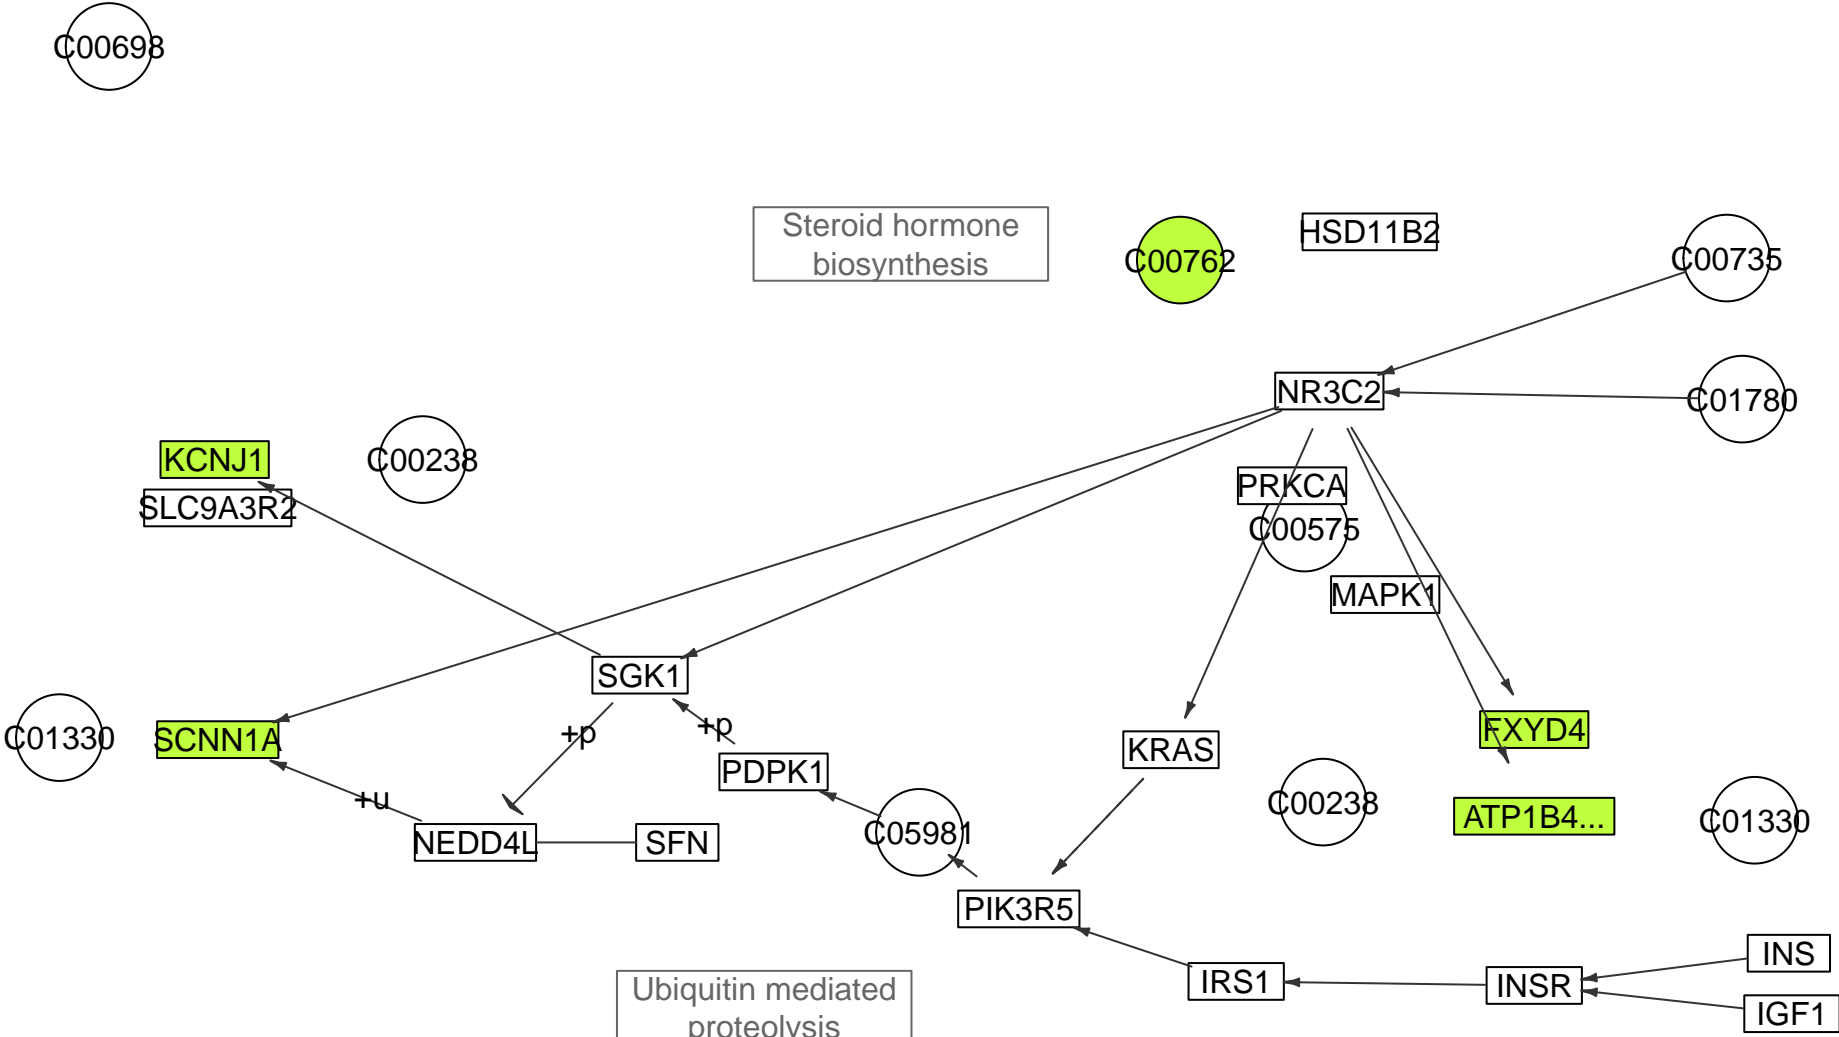 C00698
Steroid hormone
biosynthesis
C00762
HSD11B2
C00735
NR3C2
C01780
KCNJ1
C00238
SLC9A3R2
PRKCA
C00575
MAPK1
SGK1
C01330
SCNN1A
+p
+p
FXYD4
KRAS
PDPK1
+u
C00238
ATP1B4...
C01330
NEDD4L
SFN
C05981
PIK3R5
INS
IRS1
INSR
Ubiquitin mediated
proteolysis
IGF1